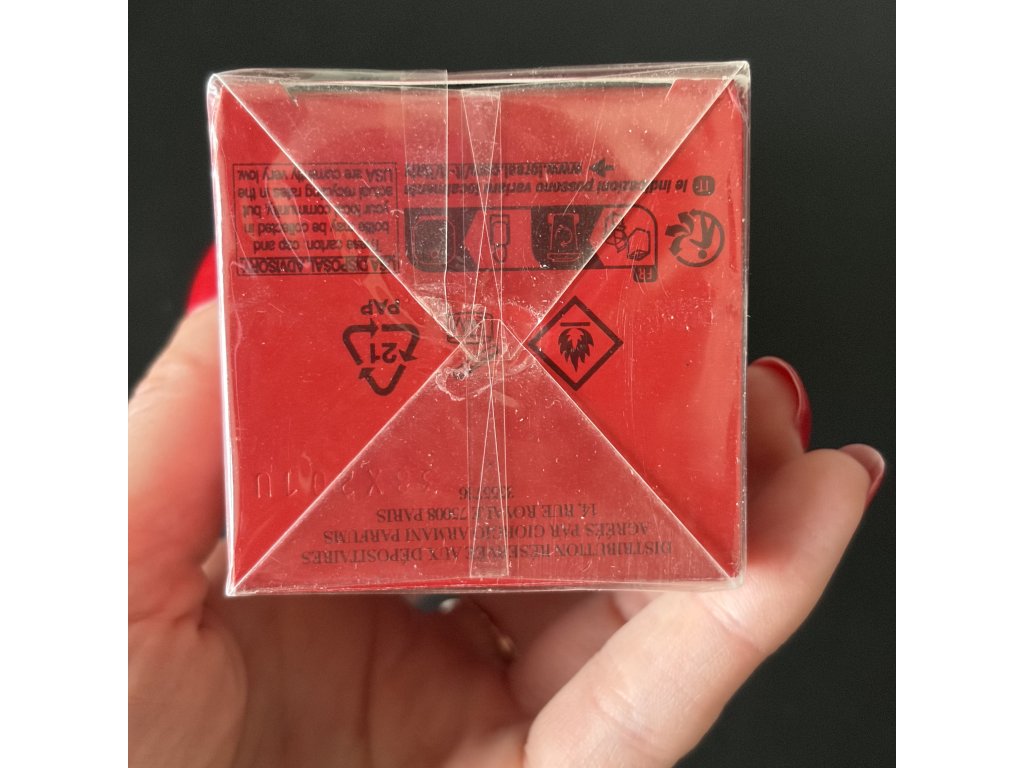 DISTRIBUTION RÉSERVÉE AUX DÉPOSITAIRES
AGRÉÉS PAR GIORGIO ARMANI PARFUMS
14, RUE ROYALE 75008 PARIS
21
PAP
FR
IT le indicazioni possono variare localmente
USA DISPOSAL ADVISORY
These carton, cap and
bottle may be collected in
your local community, but
actual recycling rates in the
USA are currently very low.